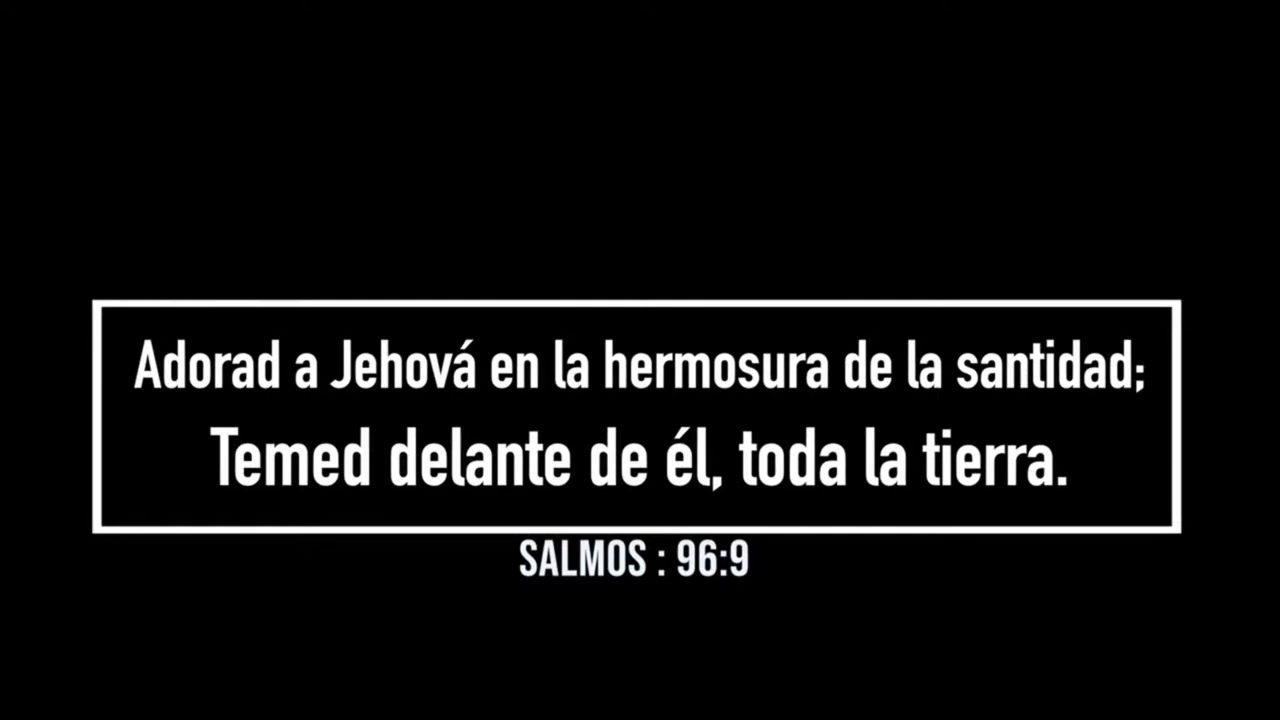 Adorad a Jehová en la hermosura de la santidad;
Temed delante de él, toda la tierra.
SALMOS : 96:9